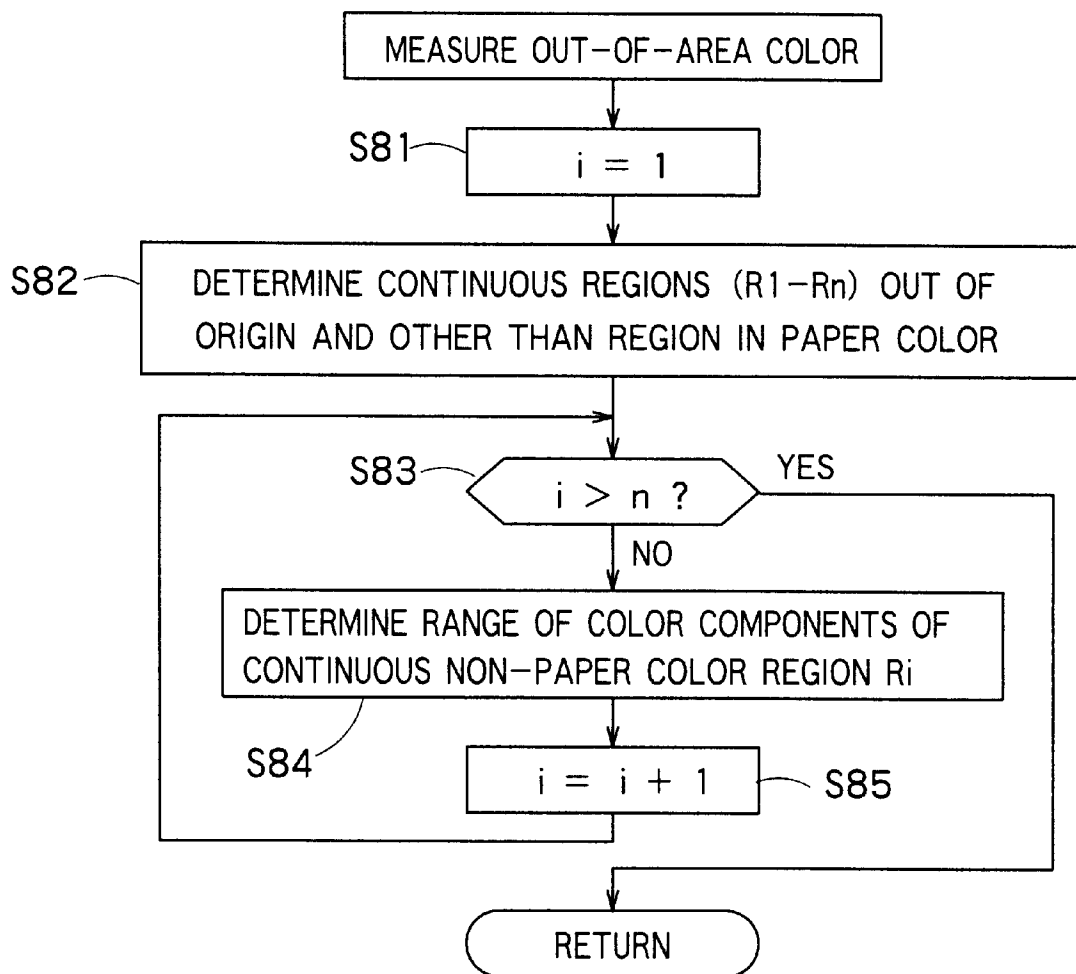 MEASURE OUT-OF-AREA COLOR
S81
i = 1
S82
DETERMINE CONTINUOUS REGIONS (R1-Rn) OUT OF
ORIGIN AND OTHER THAN REGION IN PAPER COLOR
S83
i > n ?
YES
NO
DETERMINE RANGE OF COLOR COMPONENTS OF
CONTINUOUS NON-PAPER COLOR REGION Ri
S84
i = i + 1
S85
RETURN